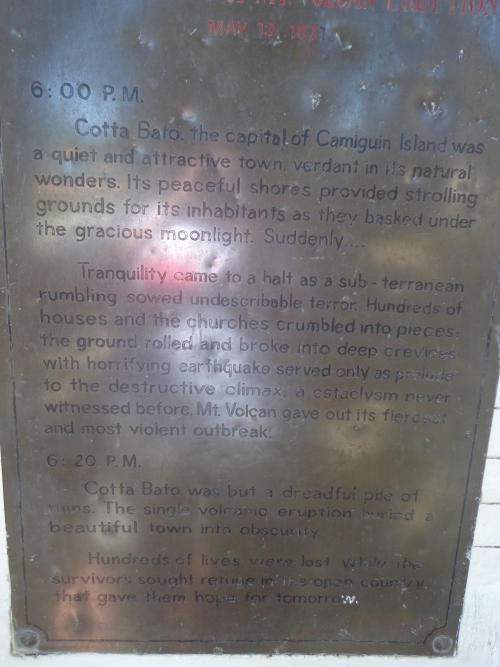 MT. VOLCAN ERUPTION
MAY 13, 1871
6:00 P.M.
Cotta Bato, the capital of Camiguin Island was
a quiet and attractive town, verdant in its natural
wonders. Its peaceful shores provided strolling
grounds for its inhabitants as they basked under
the gracious moonlight. Suddenly....
Tranquility came to a halt as a sub-terranean
rumbling sowed undescribable terror. Hundreds of
houses and the churches crumbled into pieces;
the ground rolled and broke into deep crevices
with horrifying earthquake served only as prelude
to the destructive climax, a cataclysm never
witnessed before. Mt. Volcan gave out its fiercest
and most violent outbreak.
6:20 P.M.
Cotta Bato was but a dreadful pile of
ruins. The single volcanic eruption buried a
beautiful town into obscurity.
Hundreds of lives were lost while the
survivors sought refuge in the open country
that gave them hope for tomorrow.